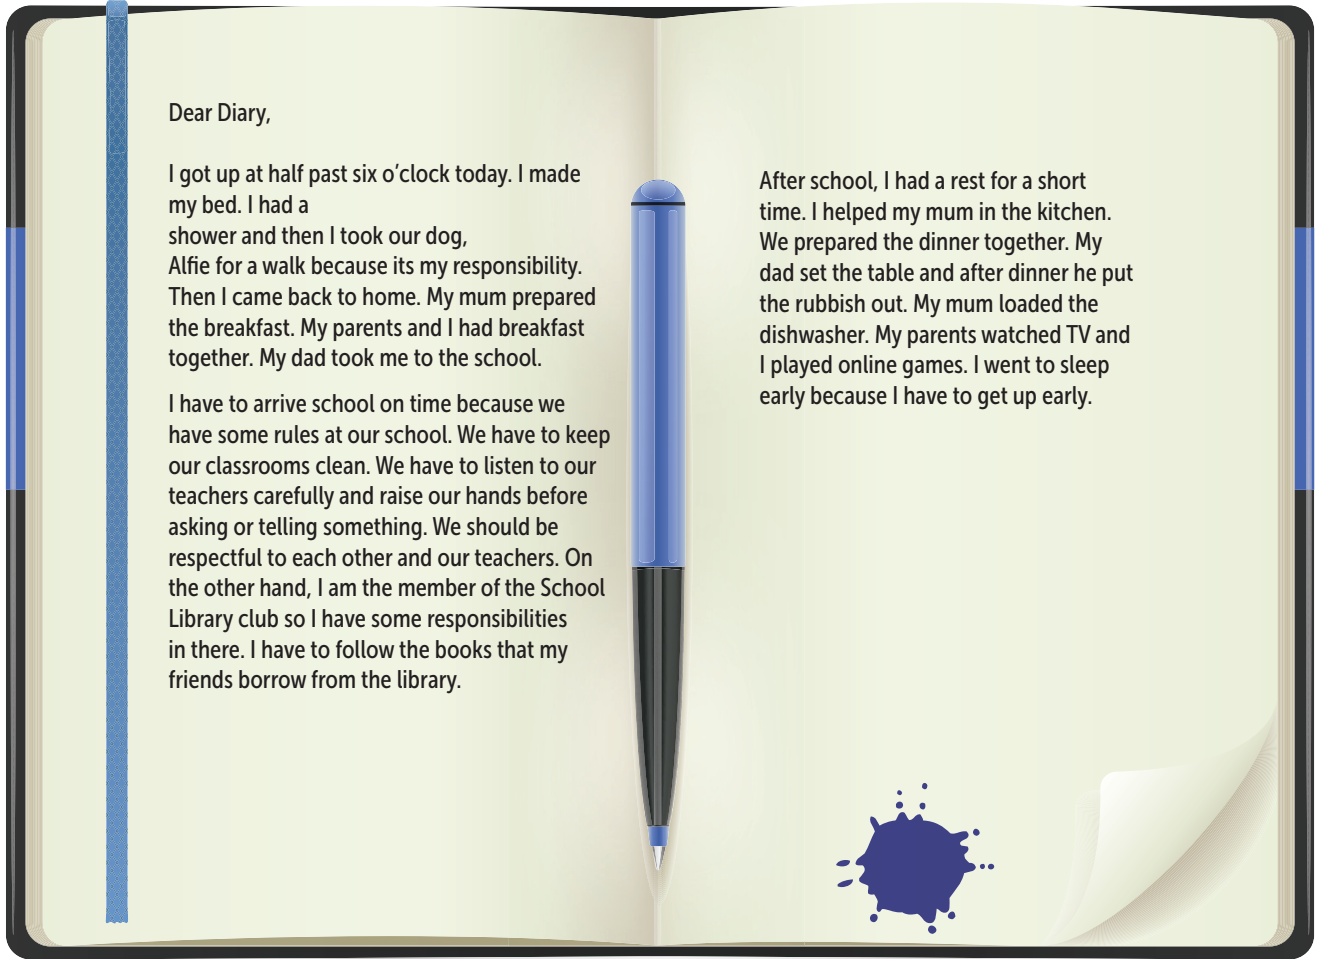 Dear Diary,
I got up at half past six o’clock today. I made
my bed. I had a
shower and then I took our dog,
Alfie for a walk because its my responsibility.
Then I came back to home. My mum prepared
the breakfast. My parents and I had breakfast
together. My dad took me to the school.
I have to arrive school on time because we
have some rules at our school. We have to keep
our classrooms clean. We have to listen to our
teachers carefully and raise our hands before
asking or telling something. We should be
respectful to each other and our teachers. On
the other hand, I am the member of the School
Library club so I have some responsibilities
in there. I have to follow the books that my
friends borrow from the library.
After school, I had a rest for a short
time. I helped my mum in the kitchen.
We prepared the dinner together. My
dad set the table and after dinner he put
the rubbish out. My mum loaded the
dishwasher. My parents watched TV and
I played online games. I went to sleep
early because I have to get up early.